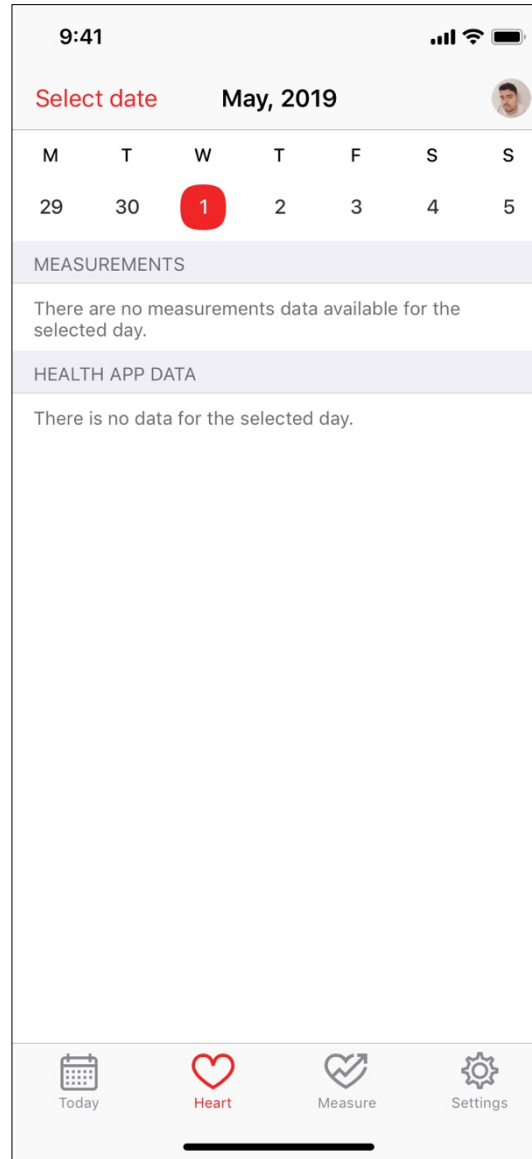 9:41
Select date May, 2019
M T W T F S S
29 30 1 2 3 4 5
MEASUREMENTS
There are no measurements data available for the
selected day.
HEALTH APP DATA
There is no data for the selected day.
Today Heart Measure Settings